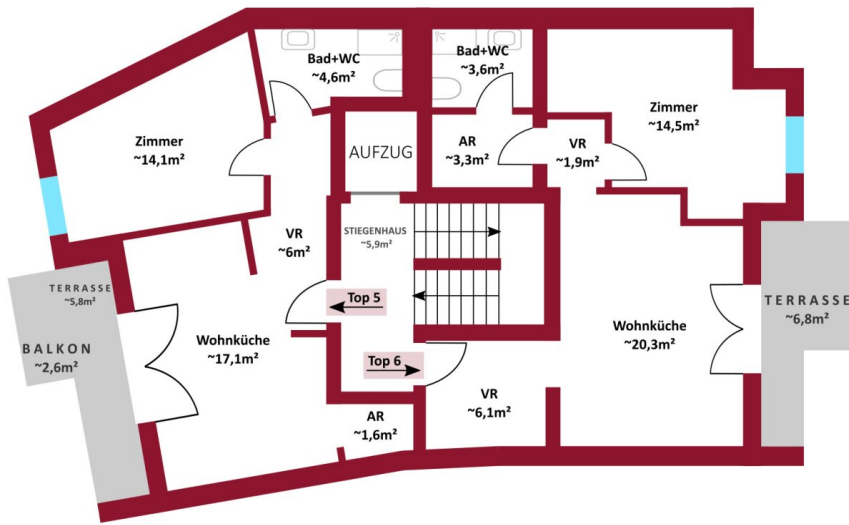 Bad+WC
~4,6m²
Bad+WC
~3,6m²
Zimmer
~14,1m²
AUFZUG
AR
~3,3m²
VR
~1,9m²
Zimmer
~14,5m²
VR
~6m²
STIEGENHAUS
~5,9m²
TERRASSE
~5,8m²
BALKON
~2,6m²
Wohnküche
~17,1m²
Top 5
Top 6
AR
~1,6m²
VR
~6,1m²
Wohnküche
~20,3m²
TERRASSE
~6,8m²